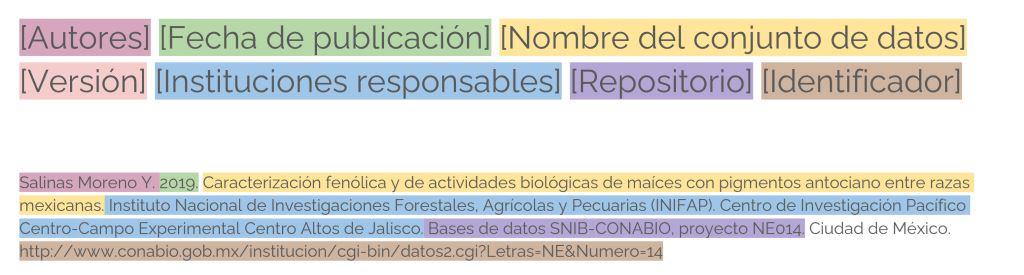 [Autores] [Fecha de publicación] [Nombre del conjunto de datos]
[Versión] [Instituciones responsables] [Repositorio] [Identificador]
Salinas Moreno Y. 2019. Caracterización fenólica y de actividades biológicas de maíces con pigmentos antociano entre razas
mexicanas. Instituto Nacional de Investigaciones Forestales, Agrícolas y Pecuarias (INIFAP). Centro de Investigación Pacífico
Centro-Campo Experimental Centro Altos de Jalisco. Bases de datos SNIB-CONABIO, proyecto NE014. Ciudad de México.
http://www.conabio.gob.mx/institucion/cgi-bin/datos2.cgi?Letras=NE&Numero=14